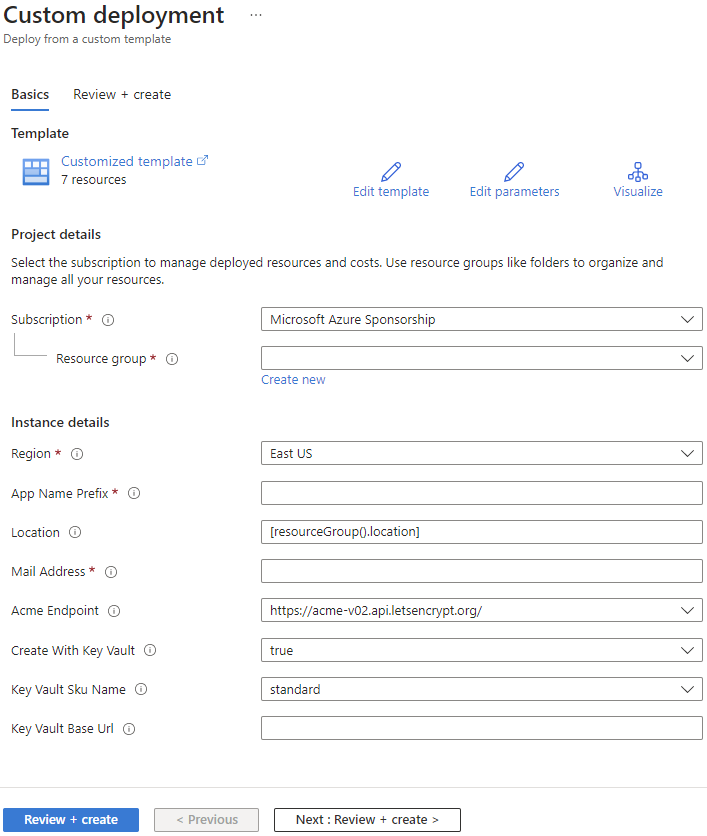 Custom deployment ...
Deploy from a custom template
Basics Review + create
Template
Customized template
7 resources
Edit template Edit parameters Visualize
Project details
Select the subscription to manage deployed resources and costs. Use resource groups like folders to organize and
manage all your resources.
Subscription * Microsoft Azure Sponsorship
Resource group *
Create new
Instance details
Region * East US
App Name Prefix *
Location [resourceGroup().location]
Mail Address *
Acme Endpoint https://acme-v02.api.letsencrypt.org/
Create With Key Vault true
Key Vault Sku Name standard
Key Vault Base Url
Review + create < Previous Next : Review + create >